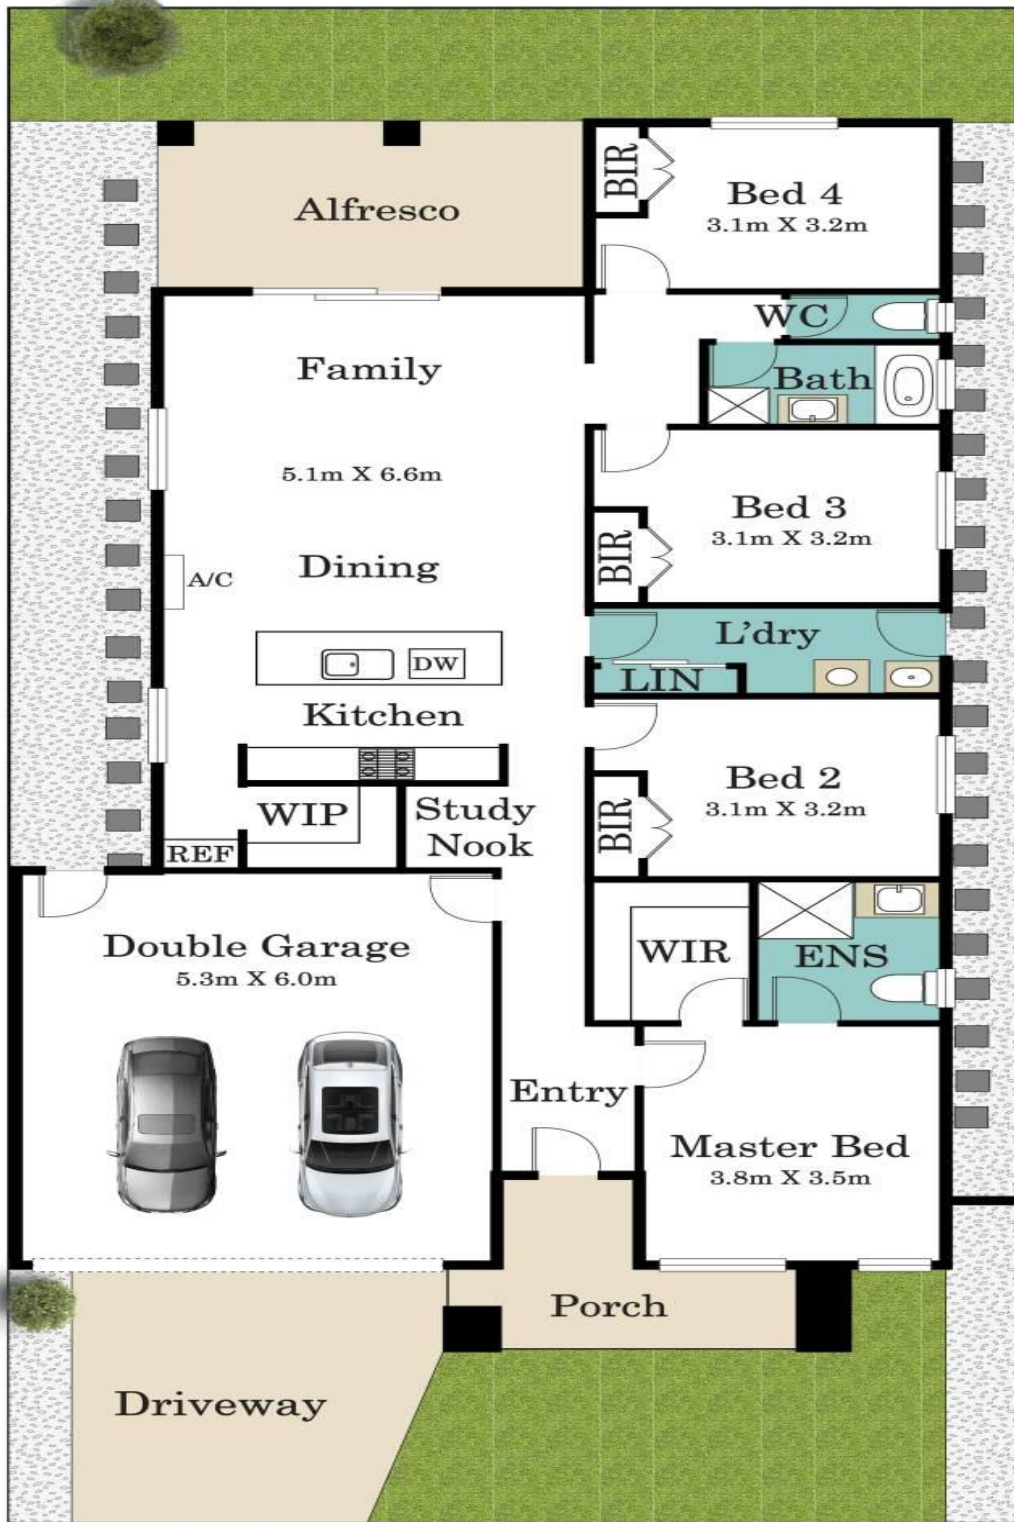 Alfresco
BIR
Bed 4
3.1m X 3.2m
WC
Bath
Family
5.1m X 6.6m
Dining
A/C
Bed 3
3.1m X 3.2m
BIR
L'dry
LIN
DW
Kitchen
Bed 2
3.1m X 3.2m
BIR
WIP
REF
Study
Nook
Double Garage
5.3m X 6.0m
WIR
ENS
Entry
Master Bed
3.8m X 3.5m
Porch
Driveway